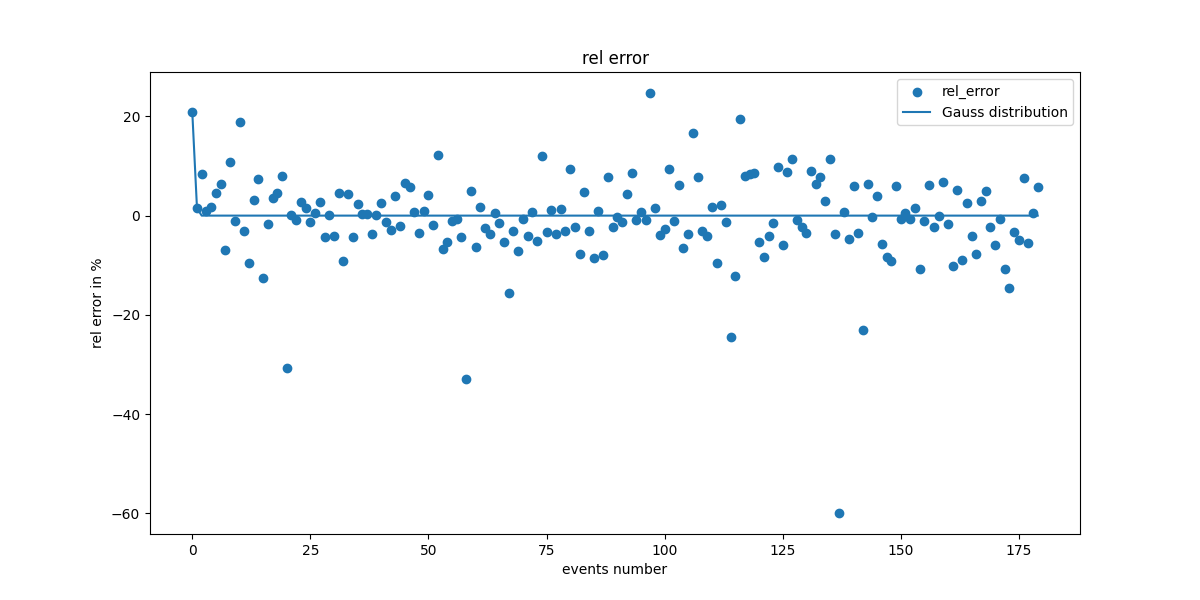 rel error
rel_error
Gauss distribution
rel error in %
20
0
−20
−40
−60
0 25 50 75 100 125 150 175
events number